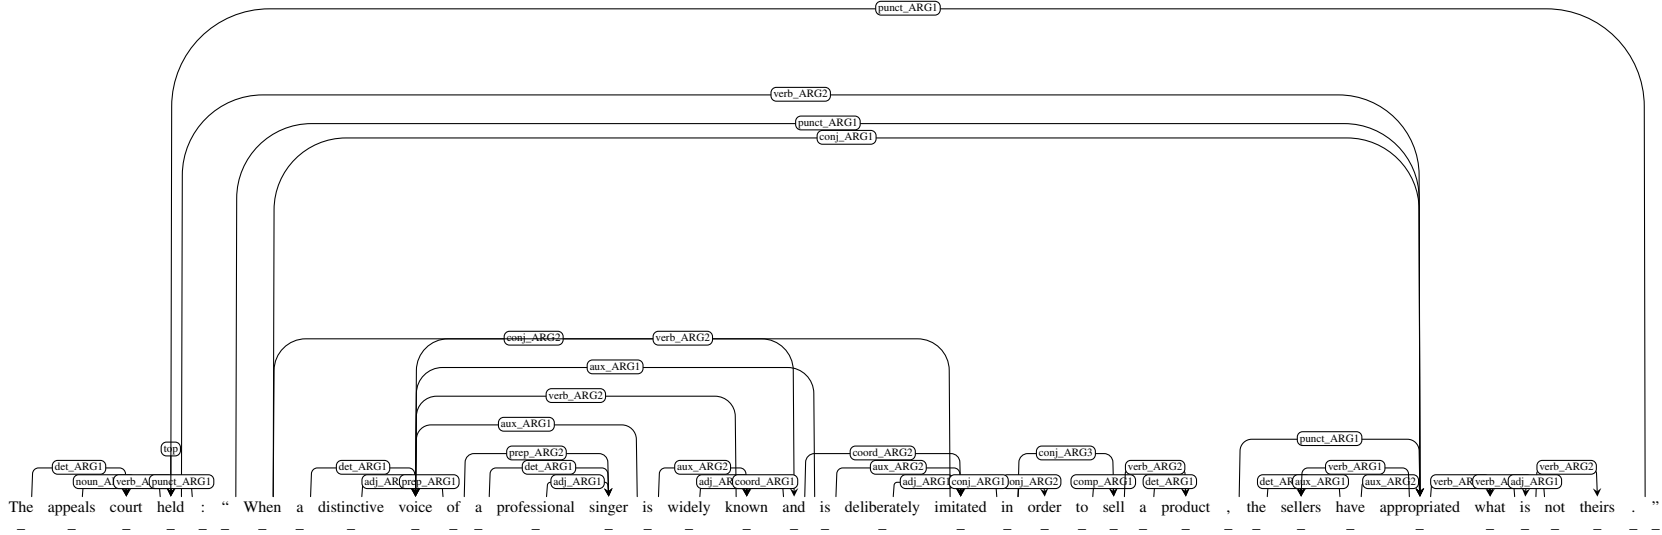 punct_ARG1
verb_ARG2
punct_ARG1
conj_ARG1
conj_ARG2 verb_ARG2
aux_ARG1
verb_ARG2
aux_ARG1
top
punct_ARG1
prep_ARG2 coord_ARG2 conj_ARG3
det_ARG1 det_ARG1 det_ARG1 aux_ARG2 aux_ARG2 verb_ARG2 verb_ARG1 verb_ARG2
punct_ARG1 prep_ARG1 adj_ARG1 coord_ARG1 conj_ARG1 comp_ARG1 det_ARG1 aux_ARG1 aux_ARG2 adj_ARG1
The appeals court held : “ When a distinctive voice of a professional singer is widely known and is deliberately imitated in order to sell a product , the sellers have appropriated what is not theirs . ”